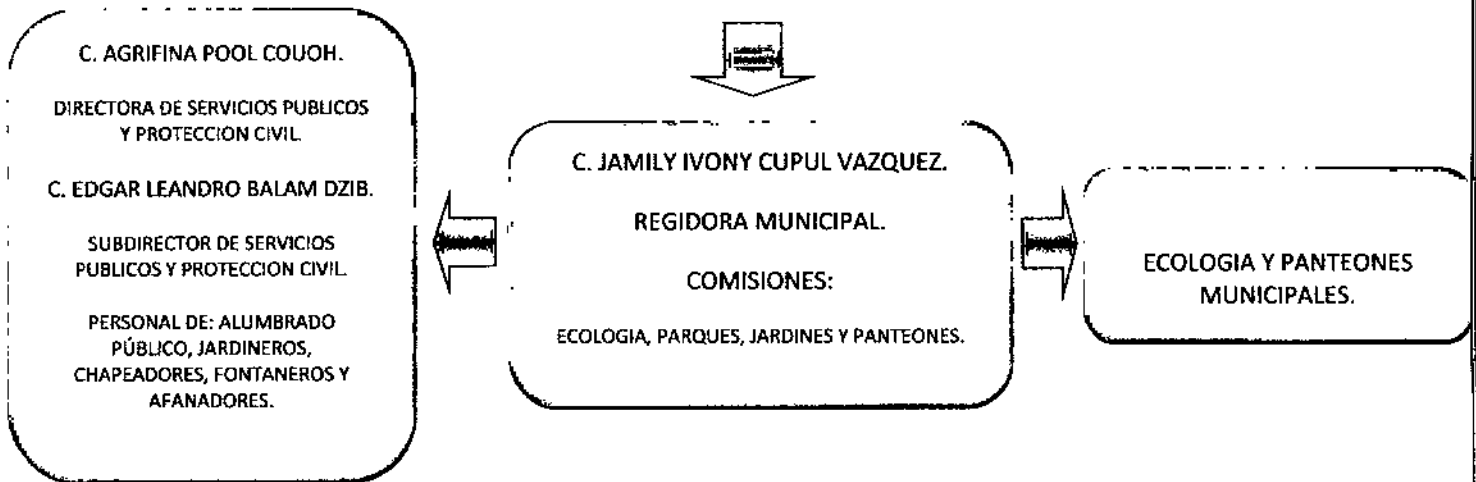 C. AGRIFINA POOL COUOH.
DIRECTORA DE SERVICIOS PUBLICOS
Y PROTECCION CIVIL.
C. EDGAR LEANDRO BALAM DZIB.
SUBDIRECTOR DE SERVICIOS
PUBLICOS Y PROTECCION CIVIL.
PERSONAL DE: ALUMBRADO
PÚBLICO, JARDINEROS,
CHAPEADORES, FONTANEROS Y
AFANADORES.
C. JAMILY IVONY CUPUL VAZQUEZ.
REGIDORA MUNICIPAL.
COMISIONES:
ECOLOGIA, PARQUES, JARDINES Y PANTEONES.
ECOLOGIA Y PANTEONES
MUNICIPALES.